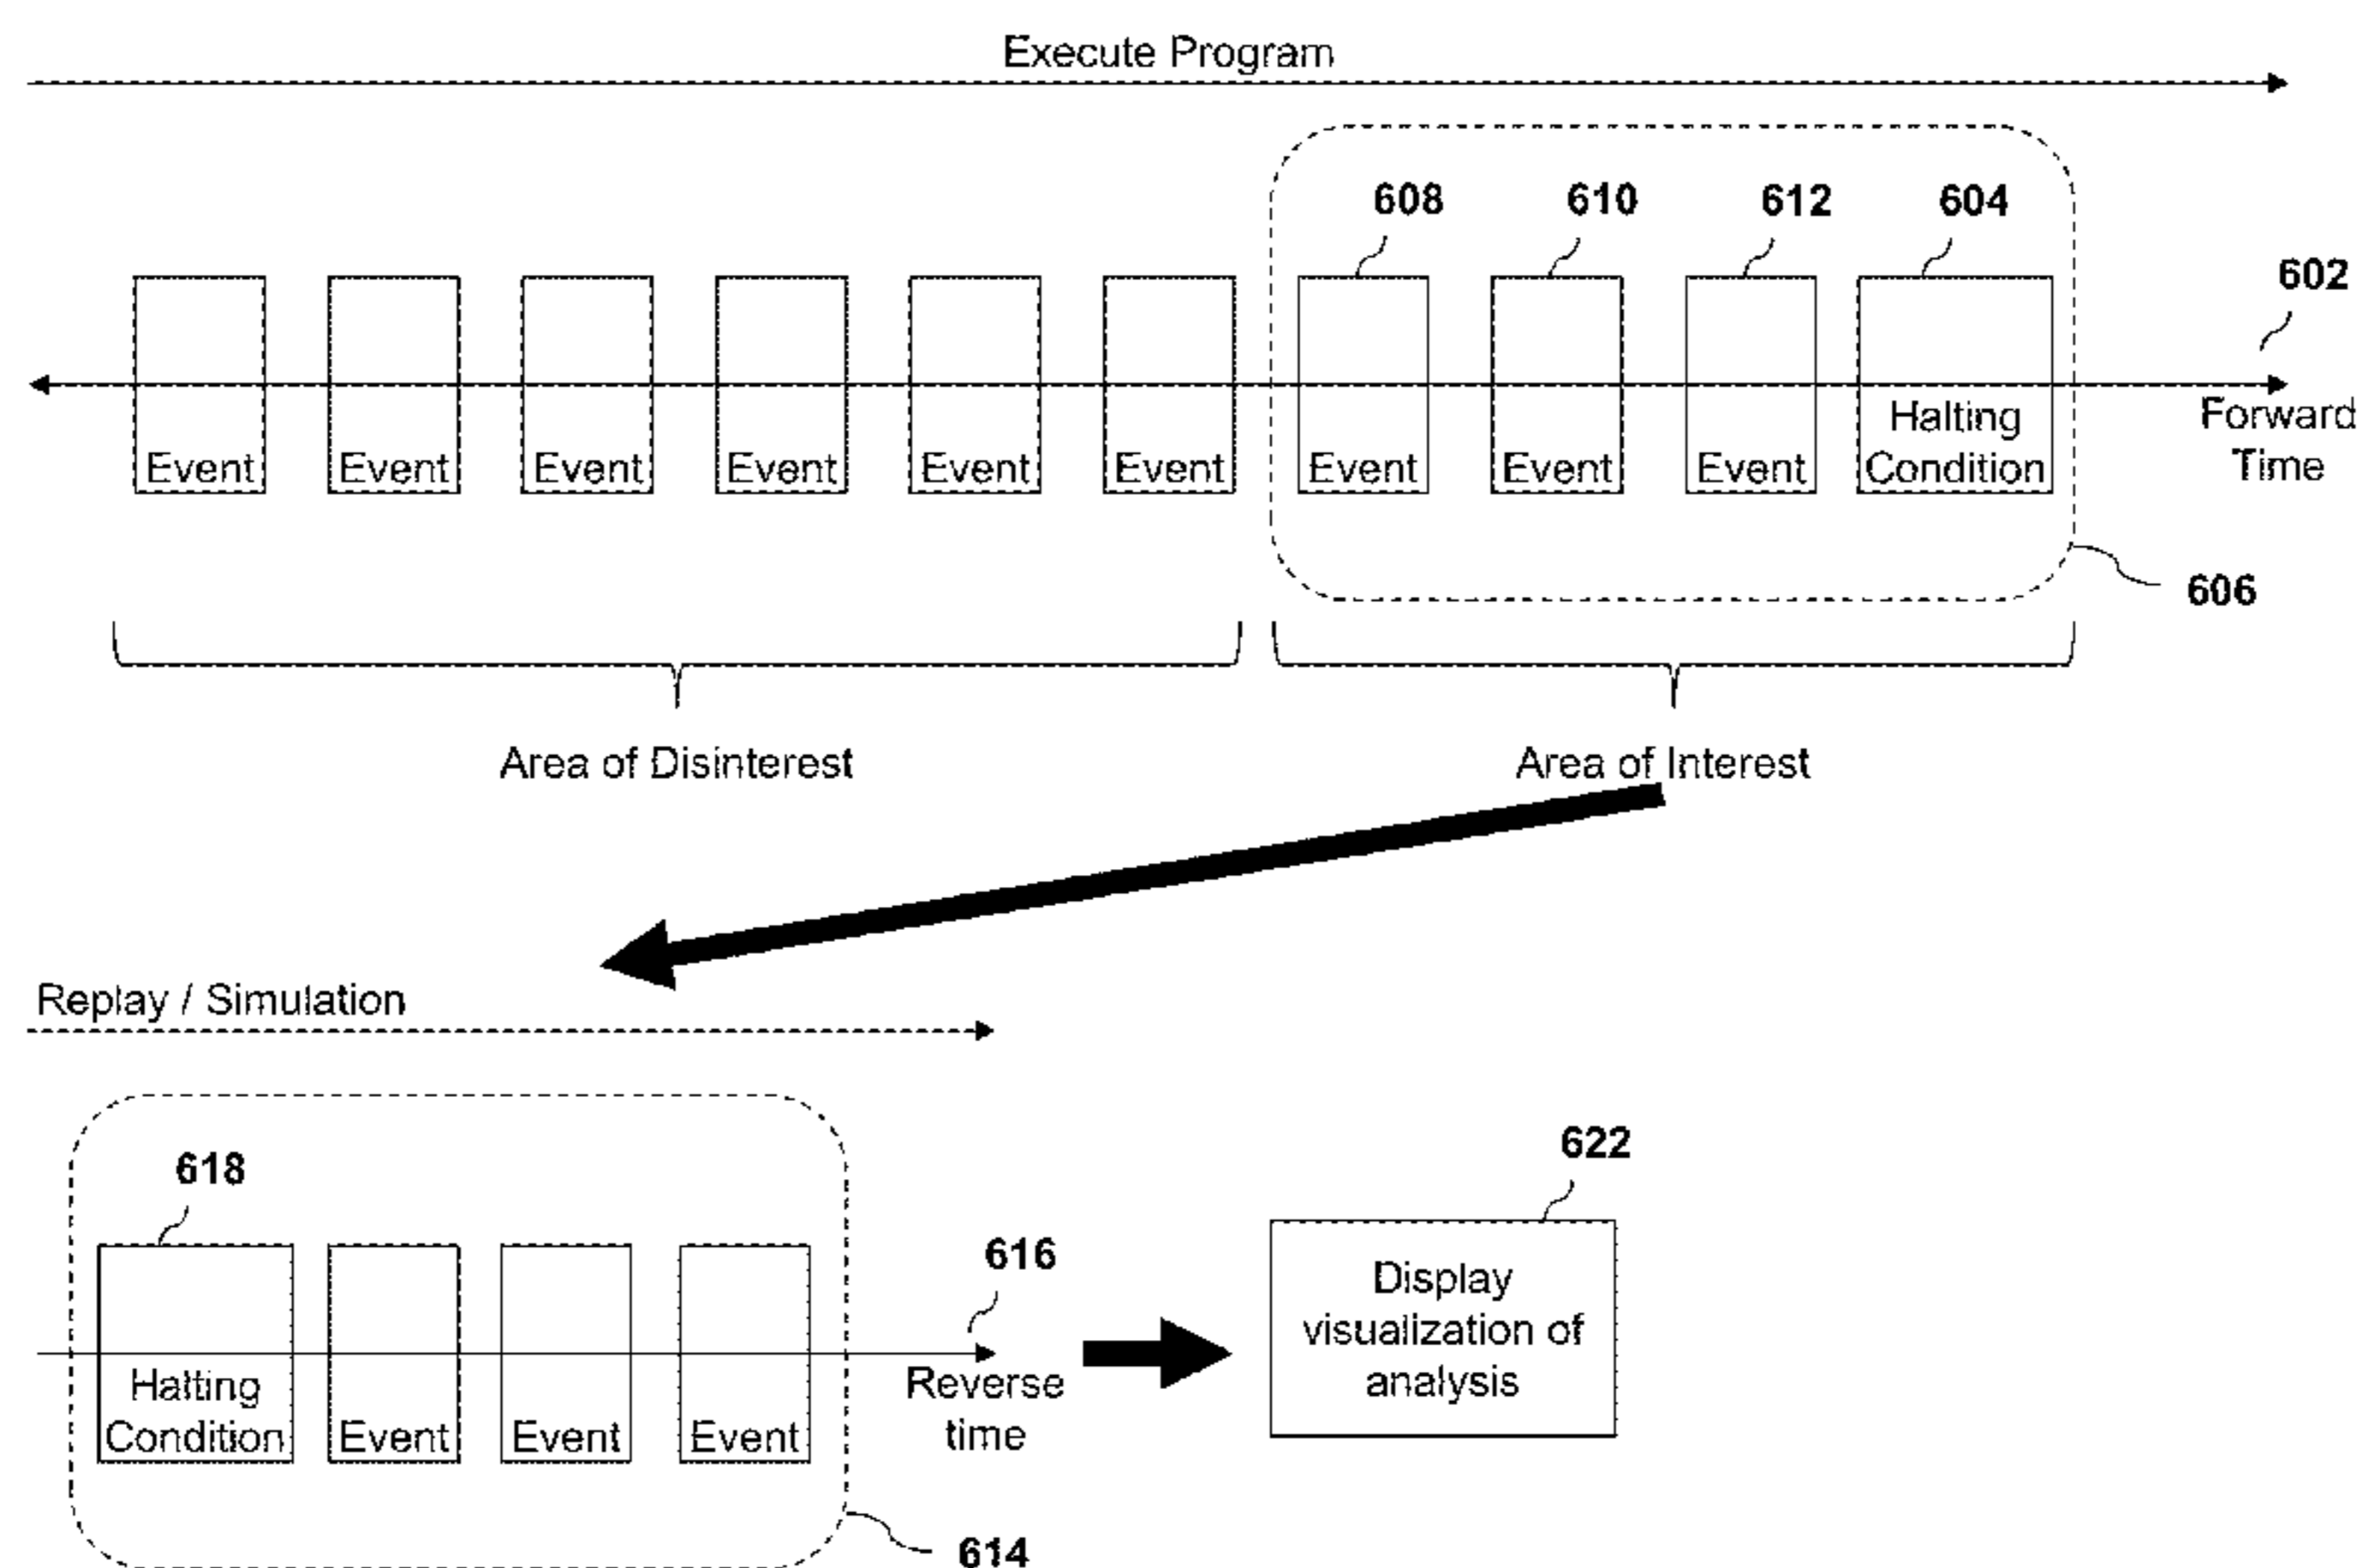 Execute Program
608
610
612
604
602
Event
Event
Event
Event
Event
Event
Event
Event
Event
Halting
Condition
Forward
Time
606
Area of Disinterest
Area of Interest
Replay / Simulation
618
Halting
Condition
Event
Event
Event
616
Reverse
time
614
622
Display
visualization of
analysis